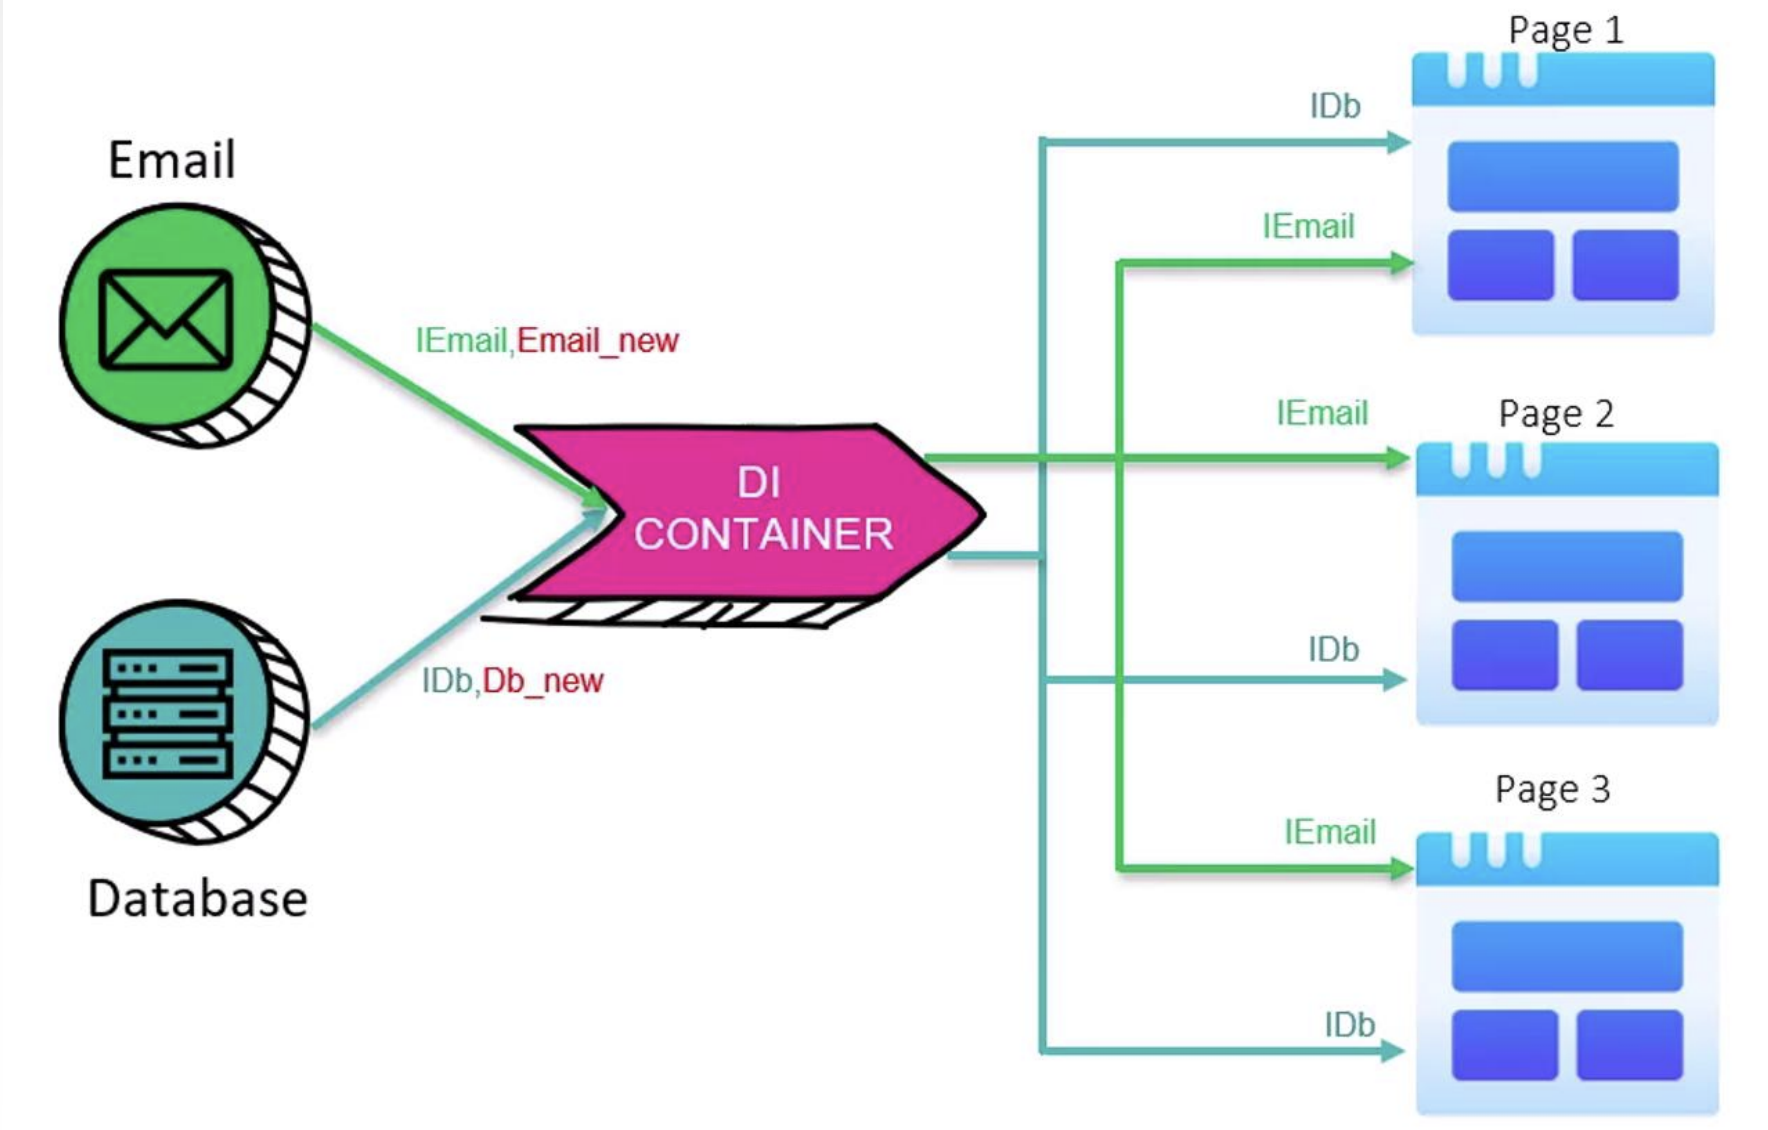 Page 1
IDb
Email
IEmail
IEmail,Email_new
IEmail
Page 2
DI
CONTAINER
IDb
IDb,Db_new
Page 3
IEmail
Database
IDb